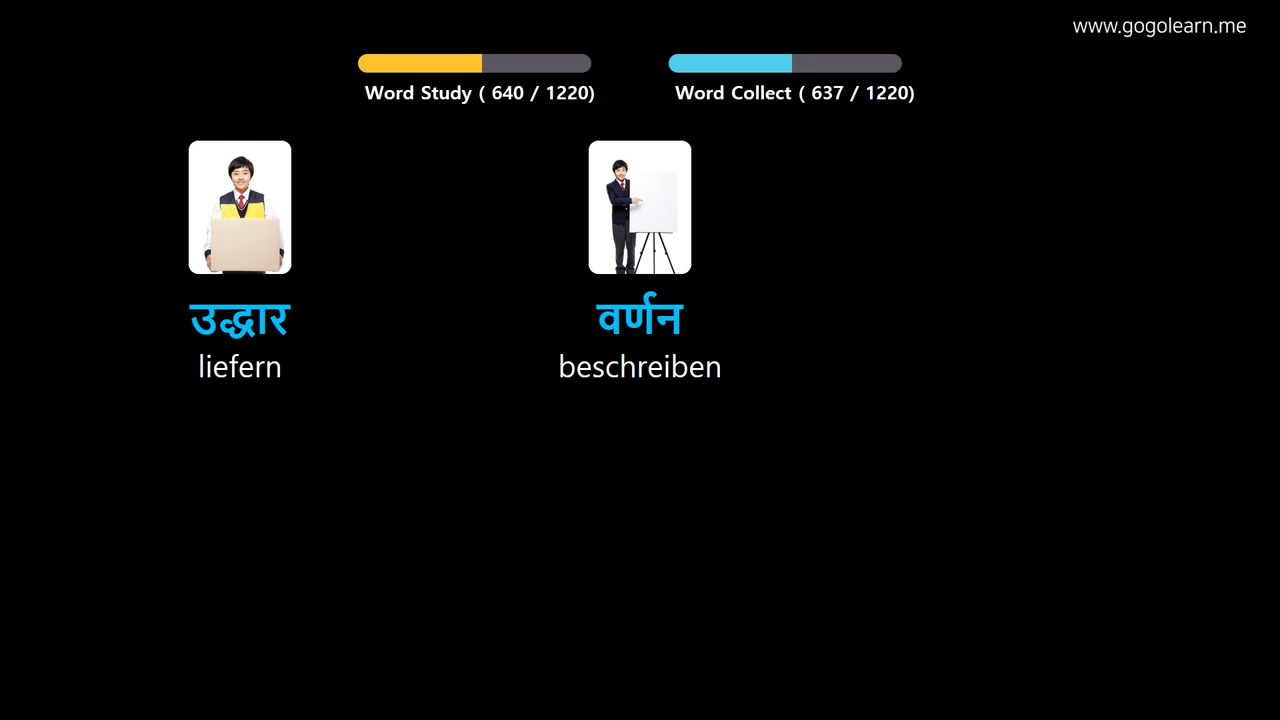 www.gogolearn.me
Word Study ( 640 / 1220)
Word Collect ( 637 / 1220)
उद्धार
वर्णन
liefern
beschreiben